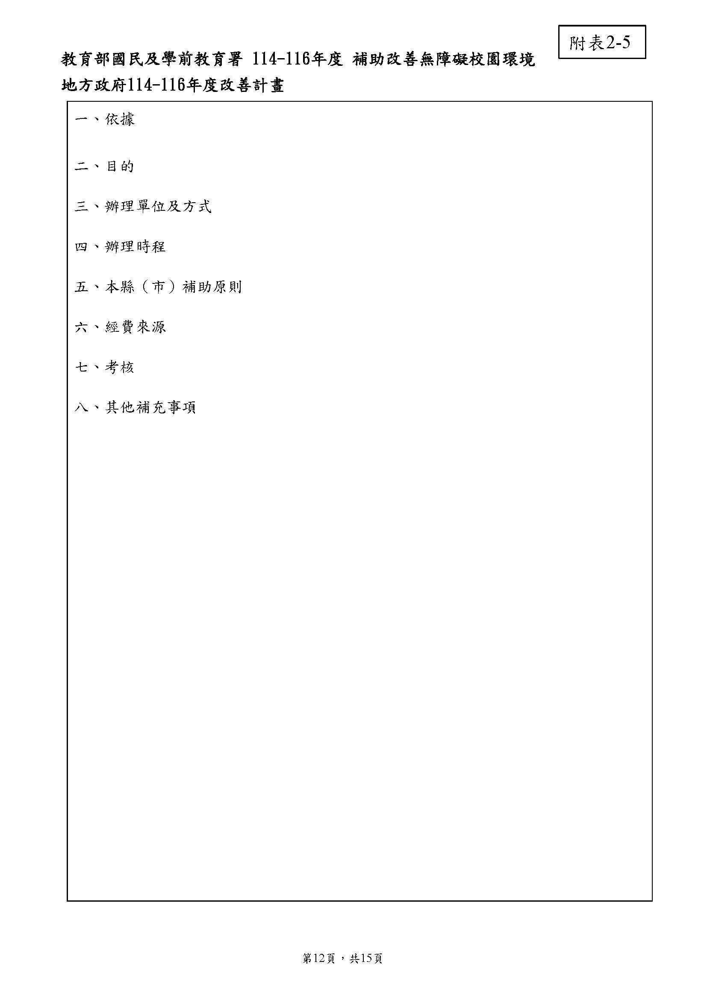 附表2-5
教育部國民及學前教育署 114-116年度 補助改善無障礙校園環境
地方政府114-116年度改善計畫
一、依據
二、目的
三、辦理單位及方式
四、辦理時程
五、本縣（市）補助原則
六、經費來源
七、考核
八、其他補充事項
第12頁，共15頁